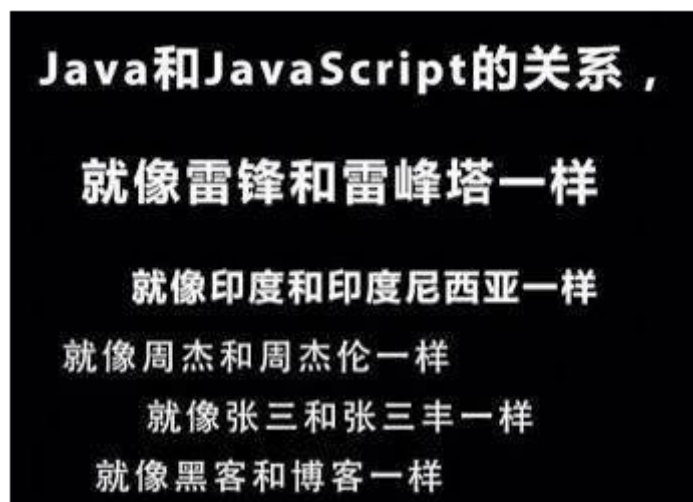 Java和JavaScript的关系，
就像雷锋和雷峰塔一样
就像印度和印度尼西亚一样
就像周杰和周杰伦一样
就像张三和张三丰一样
就像黑客和博客一样